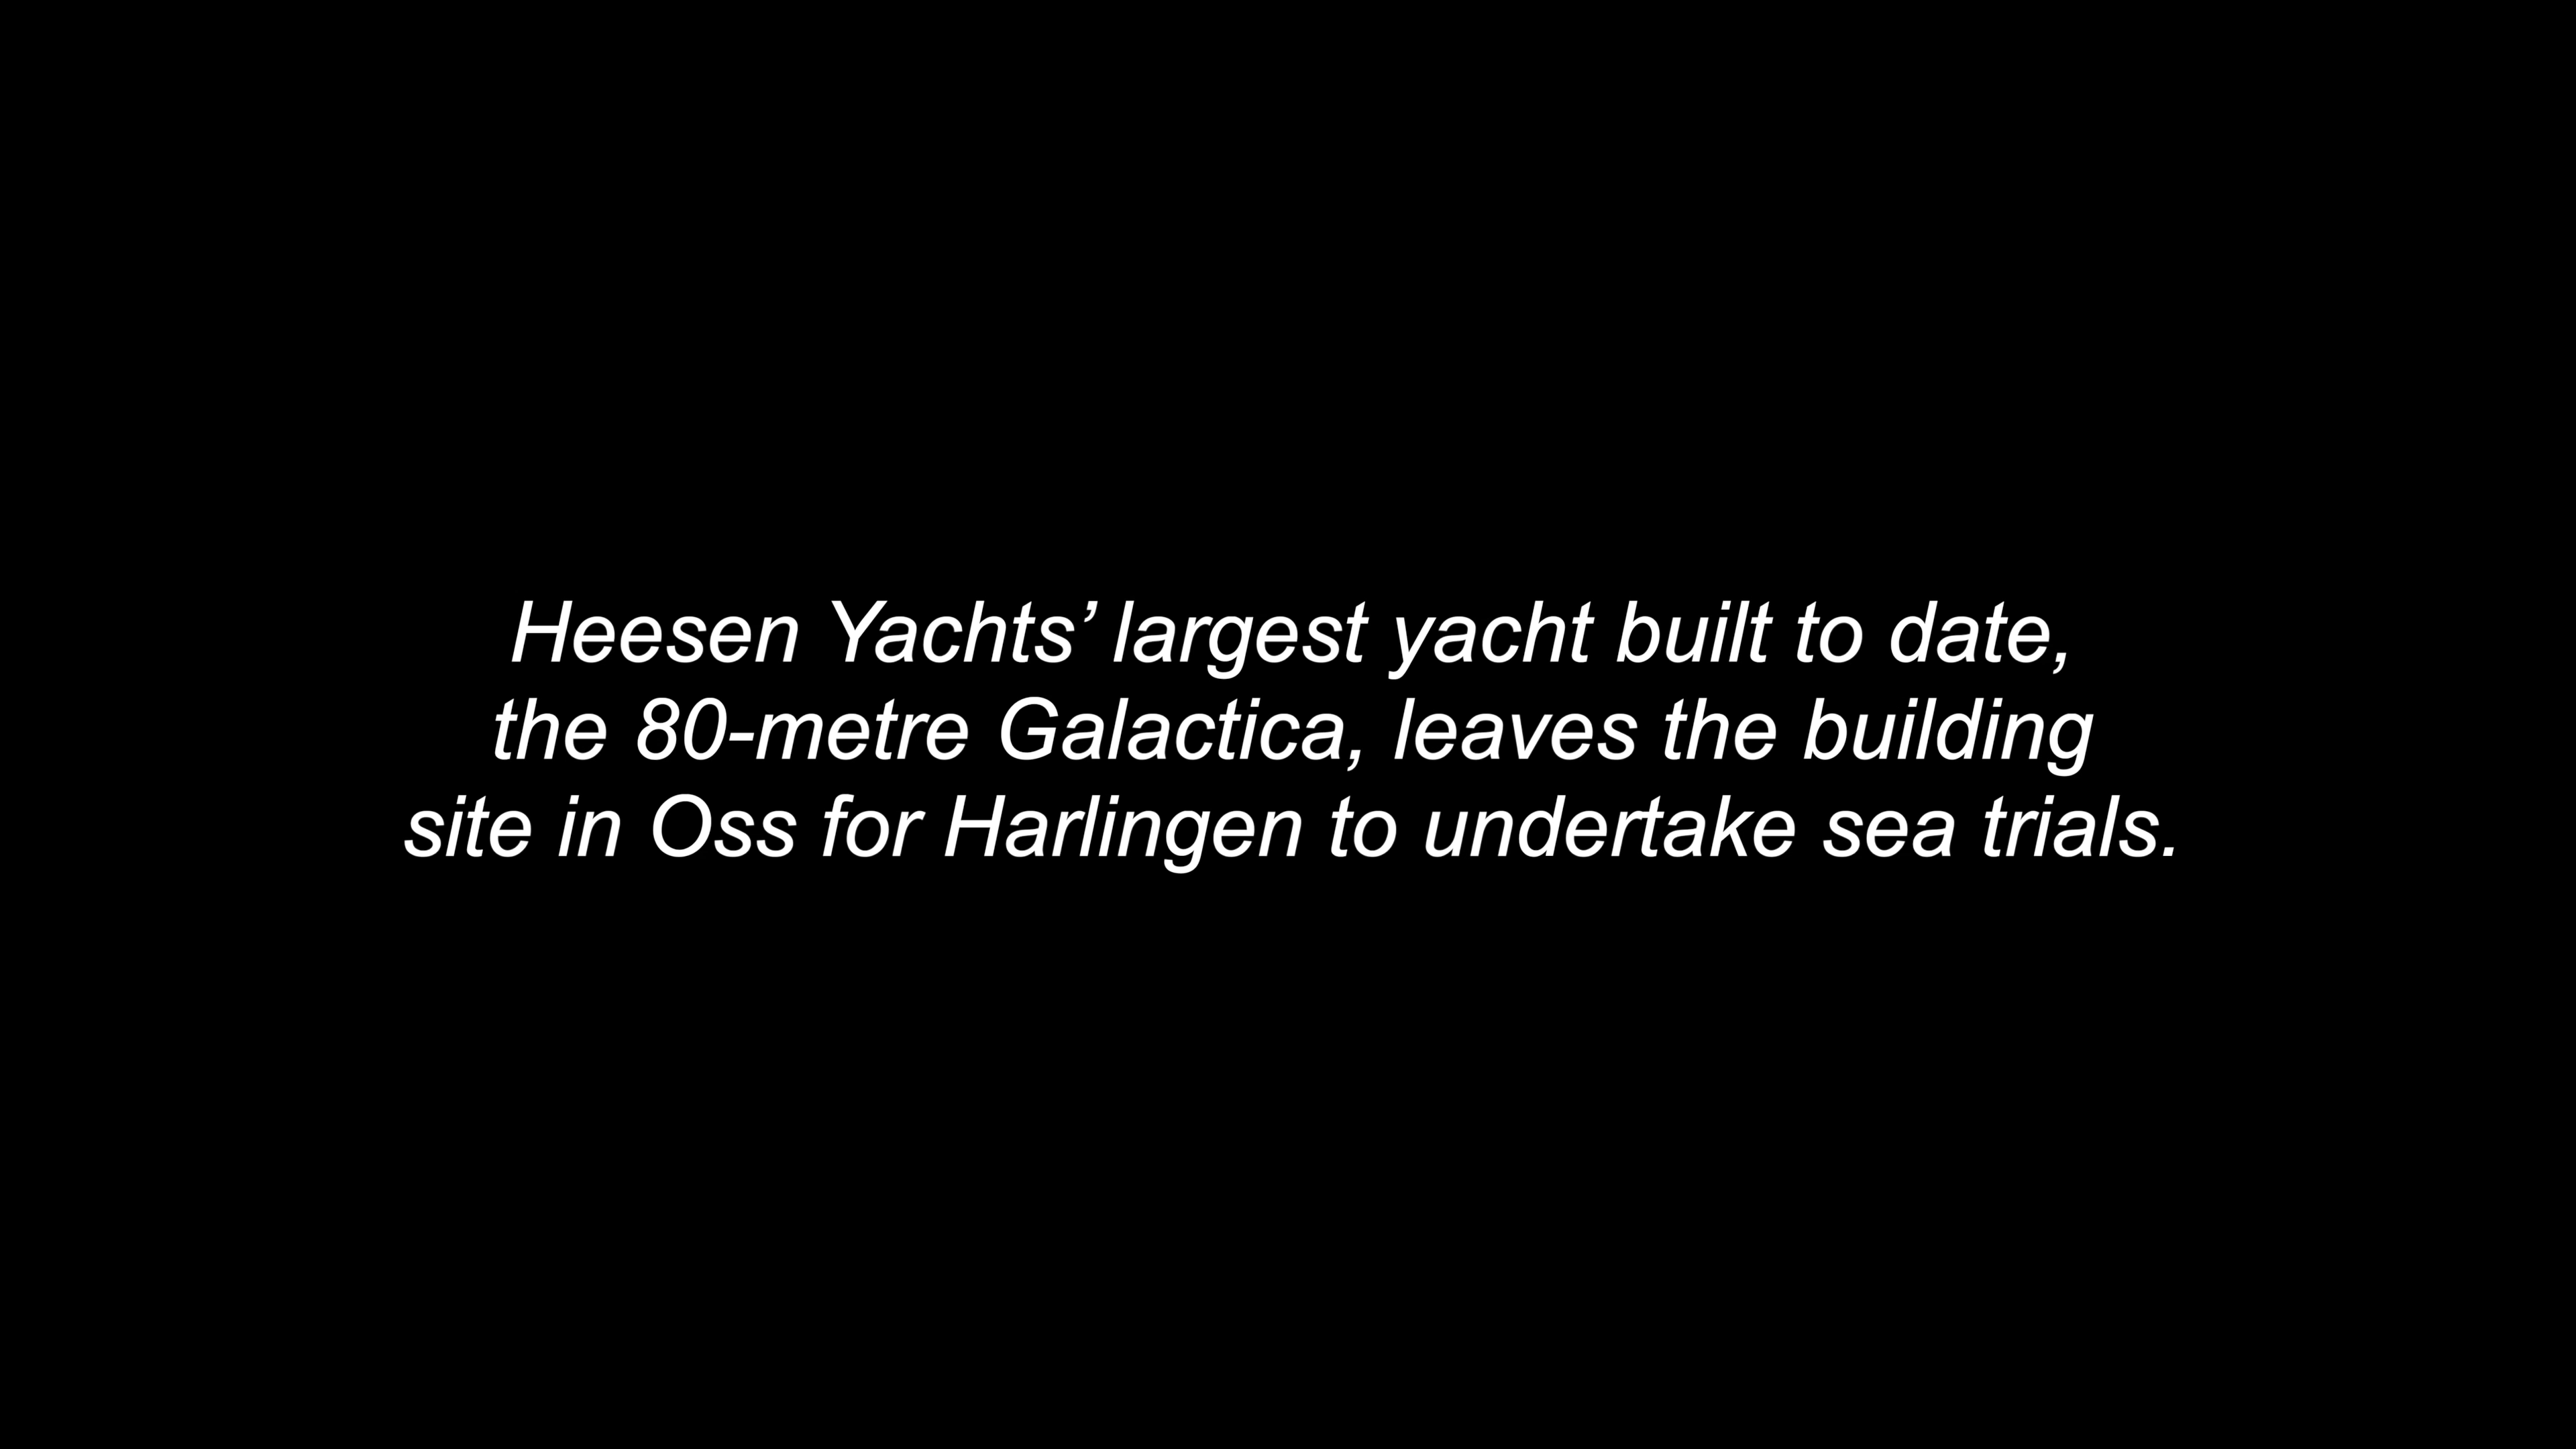 Heesen Yachts’ largest yacht built to date,
the 80-metre Galactica, leaves the building
site in Oss for Harlingen to undertake sea trials.